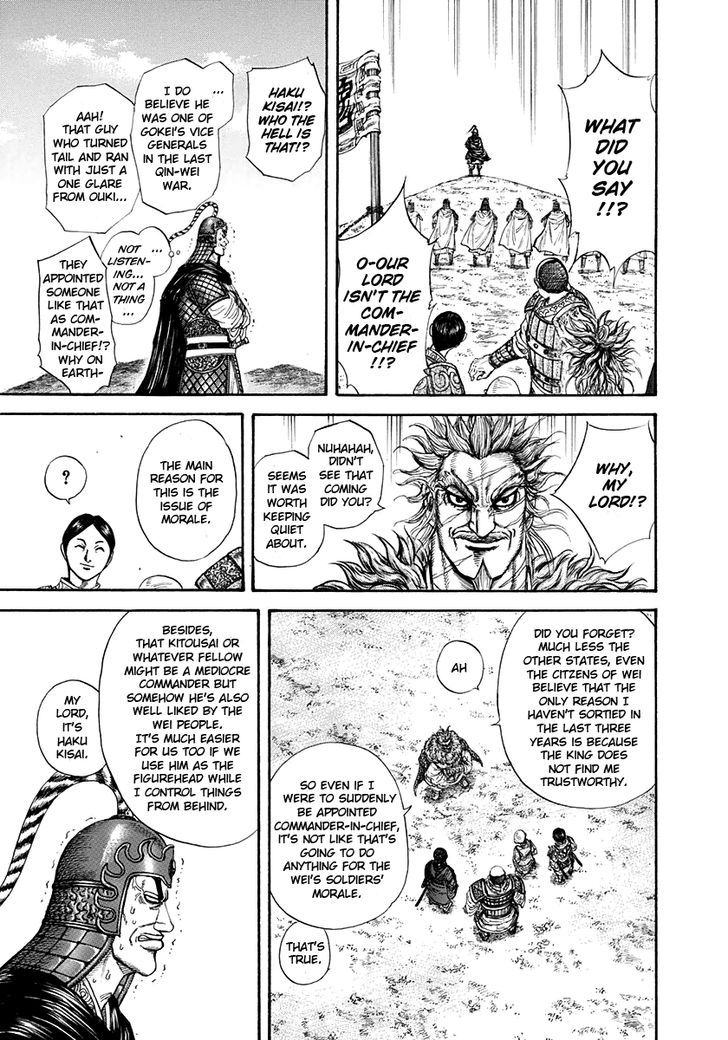 WHAT
DID
YOU
SAY
!!?
O-OUR
LORD
ISN'T THE
COM-
MANDER-
IN-CHIEF
!!?
HAKU
KISAI!?
WHO THE
HELL IS
THAT!?
...
I DO
BELIEVE HE
WAS ONE OF
GOKEI'S VICE
GENERALS
IN THE LAST
QIN-WEI
WAR.
AAH!
THAT GUY
WHO TURNED
TAIL AND RAN
WITH JUST A
ONE GLARE
FROM OUKI...
...
NOT
LISTEN-
ING...
NOT
A THING
...
THEY
APPOINTED
SOMEONE
LIKE THAT
AS COM-
MANDER-
IN-CHIEF!?
WHY ON
EARTH-
WHY,
MY
LORD!?
NUHAHAH,
DIDN'T
SEE THAT
COMING
DID YOU?
SEEMS
IT WAS
WORTH
KEEPING
QUIET
ABOUT.
THE MAIN
REASON FOR
THIS IS THE
ISSUE OF
MORALE.
?
DID YOU FORGET?
MUCH LESS THE
OTHER STATES, EVEN
THE CITZENS OF WEI
BELIEVE THAT THE
ONLY REASON I
HAVEN'T SORTIED IN
THE LAST THREE
YEARS IS BECAUSE
THE KING DOES
NOT FIND ME
TRUSTWORTHY.
AH
SO EVEN IF I
WERE TO SUDDENLY
BE APPOINTED
COMMANDER-IN-CHIEF,
IT'S NOT LIKE THAT'S
GOING TO DO
ANYTHING FOR THE
WEI'S SOLDIERS'
MORALE.
THAT'S
TRUE.
BESIDES,
THAT KITOUSAI OR
WHATEVER FELLOW
MIGHT BE A MEDIOCRE
COMMANDER BUT
SOMEHOW HE'S ALSO
WELL LIKED BY THE
WEI PEOPLE.
IT'S MUCH EASIER
FOR US TOO IF WE
USE HIM AS THE
FIGUREHEAD WHILE
I CONTROL THINGS
FROM BEHIND.
MY
LORD,
IT'S
HAKU
KISAI.